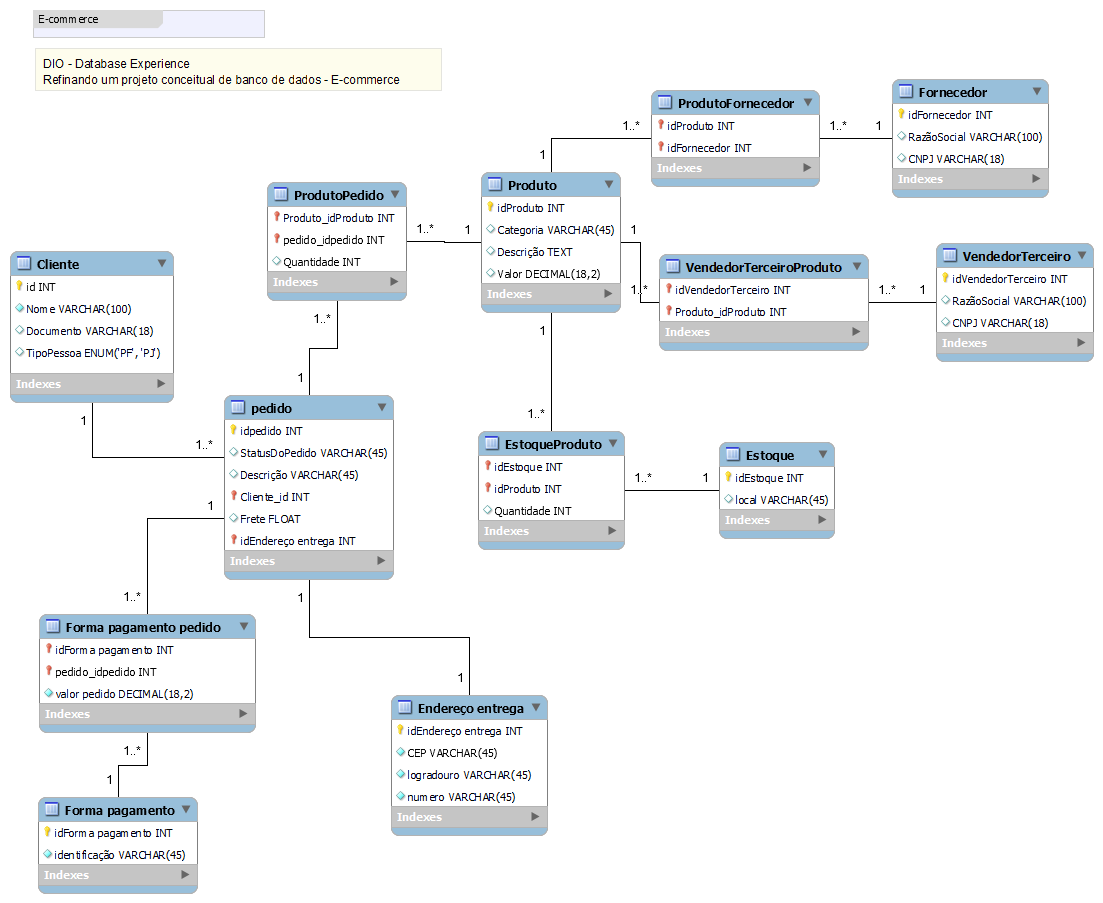 E-commerce
DIO - Database Experience
Refinando um projeto conceitual de banco de dados - E-commerce
Fornecedor
idFornecedor INT
RazãoSocial VARCHAR(100)
CNPJ VARCHAR(18)
Indexes
ProdutoFornecedor
idProduto INT
idFornecedor INT
Indexes
1..*
1..*
1
1
Produto
idProduto INT
Categoria VARCHAR(45)
Descrição TEXT
Valor DECIMAL(18,2)
Indexes
ProdutoPedido
Produto_idProduto INT
pedido_idpedido INT
Quantidade INT
Indexes
1..*
1
1
1..*
VendedorTerceiroProduto
idVendedorTerceiro INT
Produto_idProduto INT
Indexes
1..*
1
VendedorTerceiro
idVendedorTerceiro INT
RazãoSocial VARCHAR(100)
CNPJ VARCHAR(18)
Indexes
Cliente
id INT
Nome VARCHAR(100)
Documento VARCHAR(18)
TipoPessoa ENUM('PF', 'PJ')
Indexes
1..*
1
1
1..*
1
1..*
pedido
idpedido INT
StatusDoPedido VARCHAR(45)
Descrição VARCHAR(45)
Cliente_id INT
Frete FLOAT
idEndereço entrega INT
Indexes
EstoqueProduto
idEstoque INT
idProduto INT
Quantidade INT
Indexes
1..*
1
Estoque
idEstoque INT
local VARCHAR(45)
Indexes
1
1..*
1
1
Forma pagamento pedido
idForma pagamento INT
pedido_idpedido INT
valor pedido DECIMAL(18,2)
Indexes
Endereço entrega
idEndereço entrega INT
CEP VARCHAR(45)
logradouro VARCHAR(45)
numero VARCHAR(45)
Indexes
1..*
1
Forma pagamento
idForma pagamento INT
identificação VARCHAR(45)
Indexes